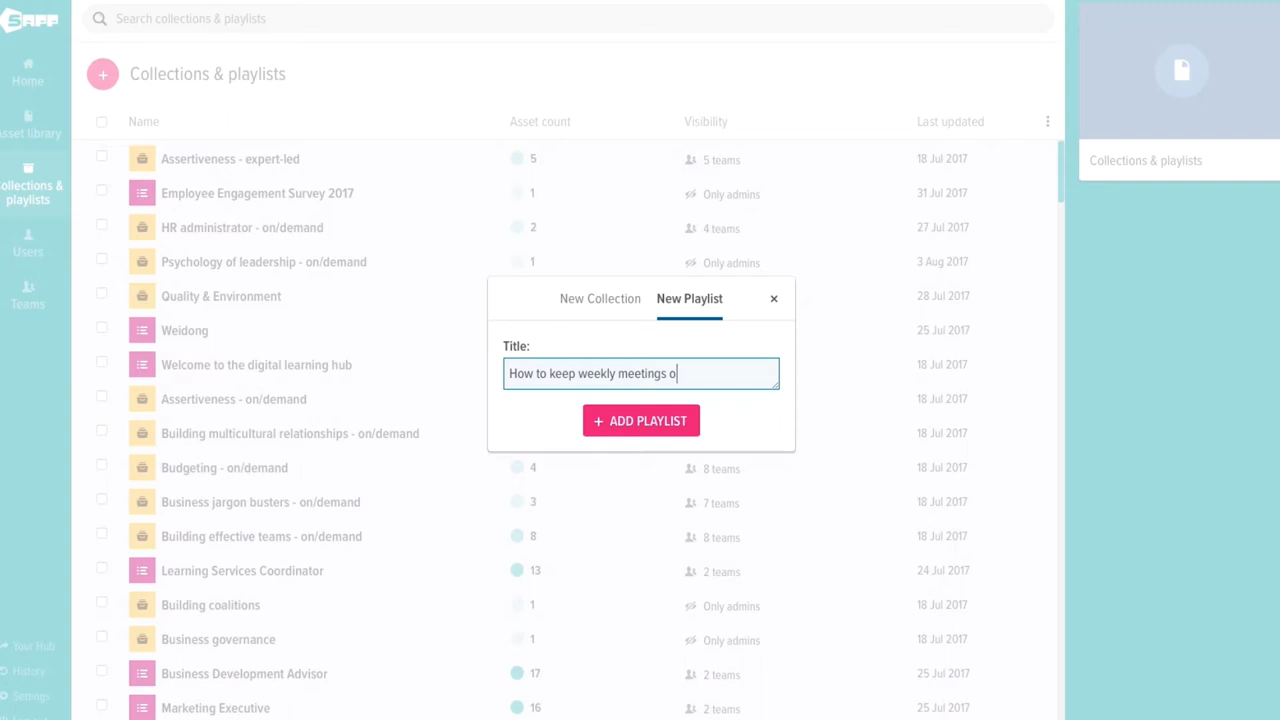 SAFF
Search collections & playlists
Home
Asset library
Collections &
playlists
Users
Teams
Your Hub
History
Settings
Collections & playlists
Name Asset count Visibility Last updated
Assertiveness - expert-led 5 5 teams 18 Jul 2017
Employee Engagement Survey 2017 1 Only admins 31 Jul 2017
HR administrator - on/demand 2 4 teams 27 Jul 2017
Psychology of leadership - on/demand 1 Only admins 3 Aug 2017
Quality & Environment 28 Jul 2017
Weidong 25 Jul 2017
Welcome to the digital learning hub 18 Jul 2017
Assertiveness - on/demand 18 Jul 2017
Building multicultural relationships - on/demand 18 Jul 2017
Budgeting - on/demand 4 8 teams 18 Jul 2017
Business jargon busters - on/demand 3 7 teams 18 Jul 2017
Building effective teams - on/demand 8 8 teams 18 Jul 2017
Learning Services Coordinator 13 2 teams 24 Jul 2017
Building coalitions 1 Only admins 18 Jul 2017
Business governance 1 Only admins 18 Jul 2017
Business Development Advisor 17 2 teams 25 Jul 2017
Marketing Executive 16 2 teams 25 Jul 2017
New Collection New Playlist
Title:
How to keep weekly meetings o
+ ADD PLAYLIST
Collections & playlists